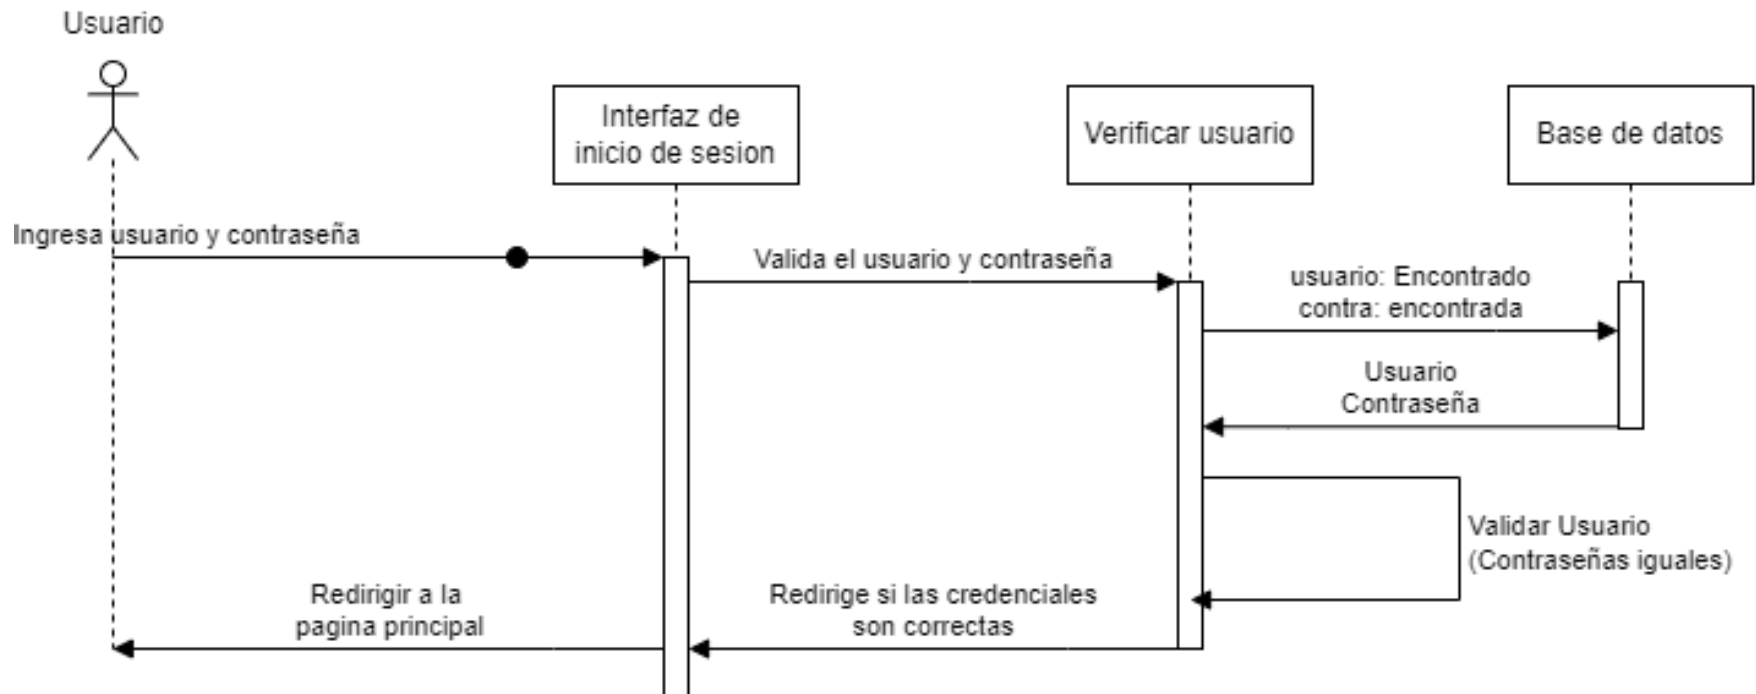 Usuario
Interfaz de
inicio de sesion
Verificar usuario
Base de datos
Ingresa usuario y contraseña
Valida el usuario y contraseña
usuario: Encontrado
contra: encontrada
Usuario
Contraseña
Validar Usuario
(Contraseñas iguales)
Redirige si las credenciales
son correctas
Redirigir a la
pagina principal